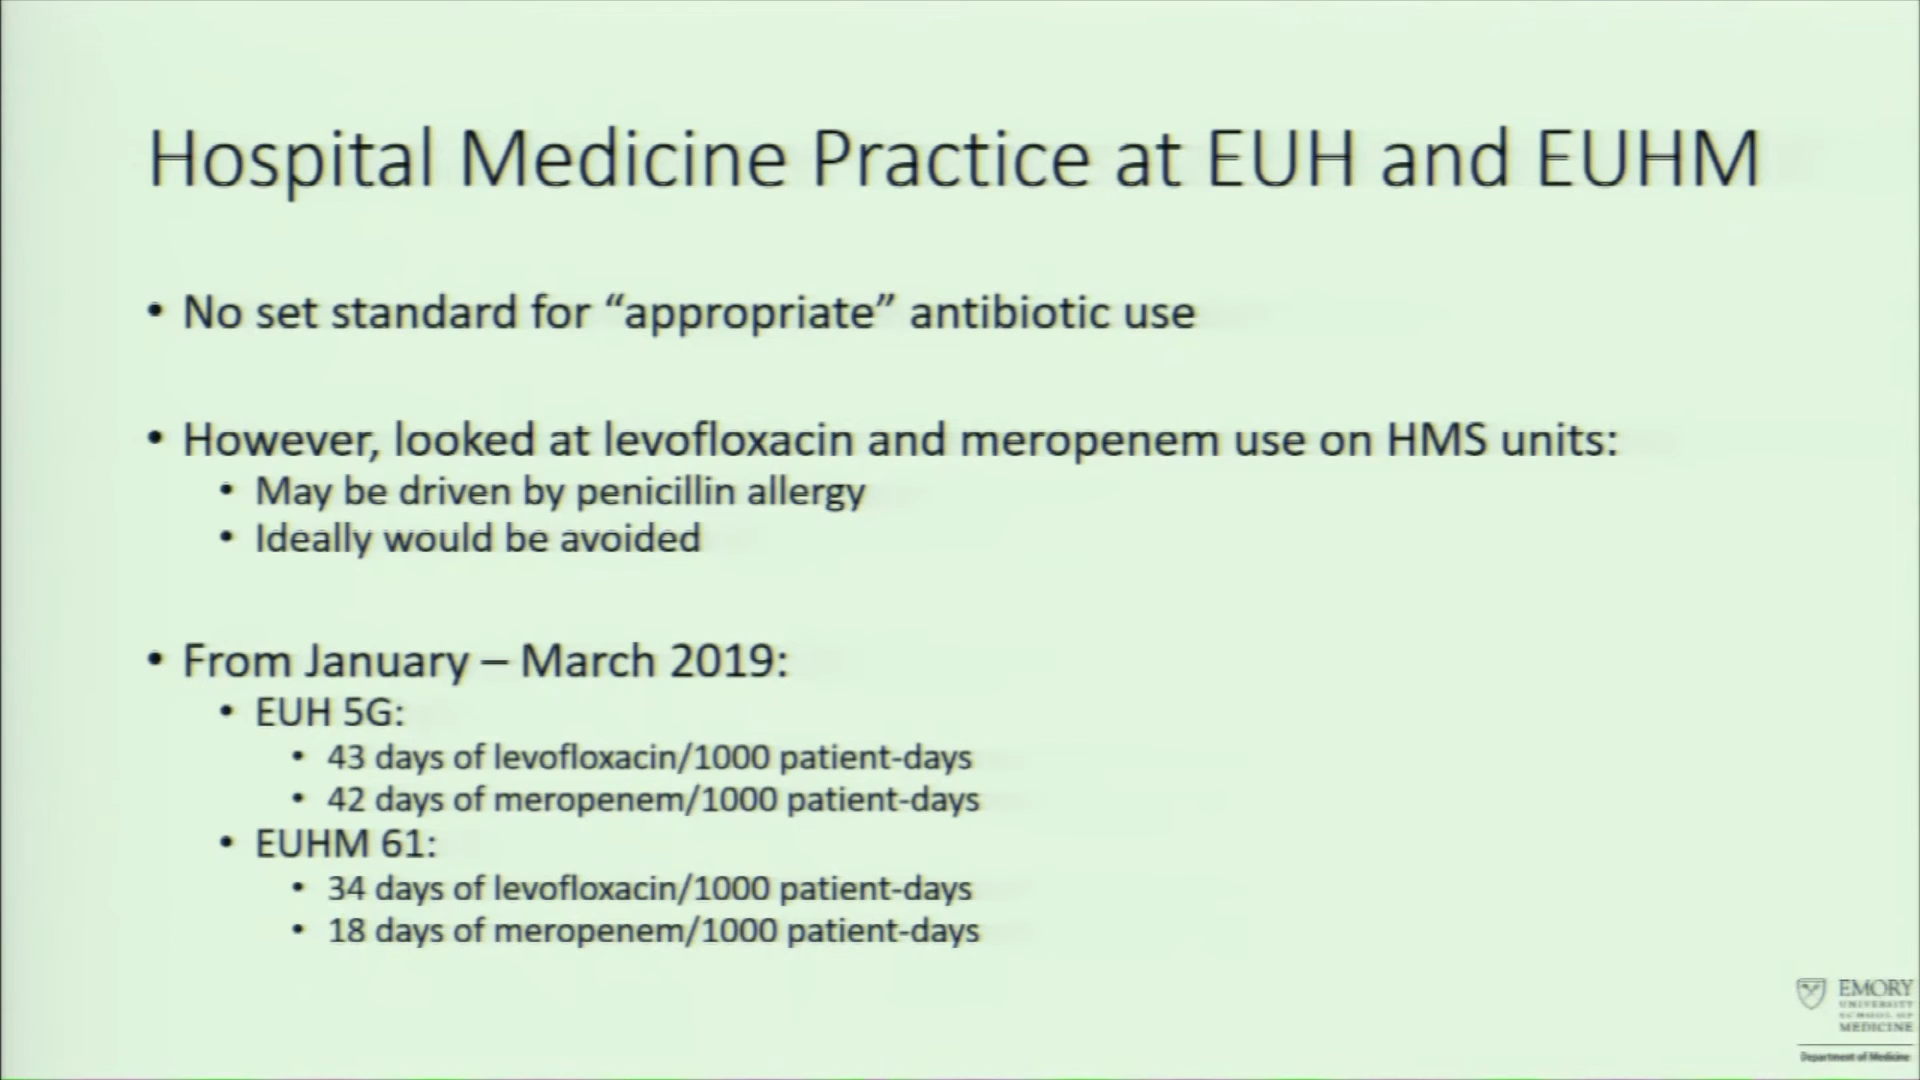 Hospital Medicine Practice at EUH and EUHM
• No set standard for “appropriate” antibiotic use
• However, looked at levofloxacin and meropenem use on HMS units:
• May be driven by penicillin allergy
• Ideally would be avoided
• From January – March 2019:
• EUH 5G:
• 43 days of levofloxacin/1000 patient-days
• 42 days of meropenem/1000 patient-days
• EUHM 61:
• 34 days of levofloxacin/1000 patient-days
• 18 days of meropenem/1000 patient-days
EMORY
UNIVERSITY
SCHOOL OF
MEDICINE
Department of Medicine